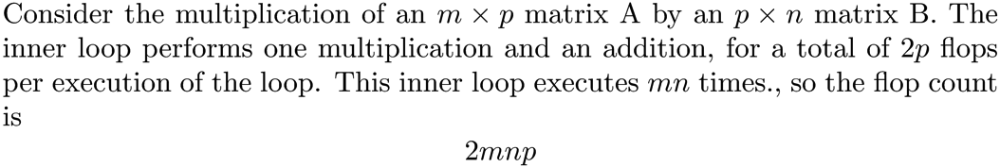 Consider the multiplication of an m × p matrix A by an p × n matrix B. The
inner loop performs one multiplication and an addition, for a total of 2p flops
per execution of the loop. This inner loop executes mn times., so the flop count
is
2mnp